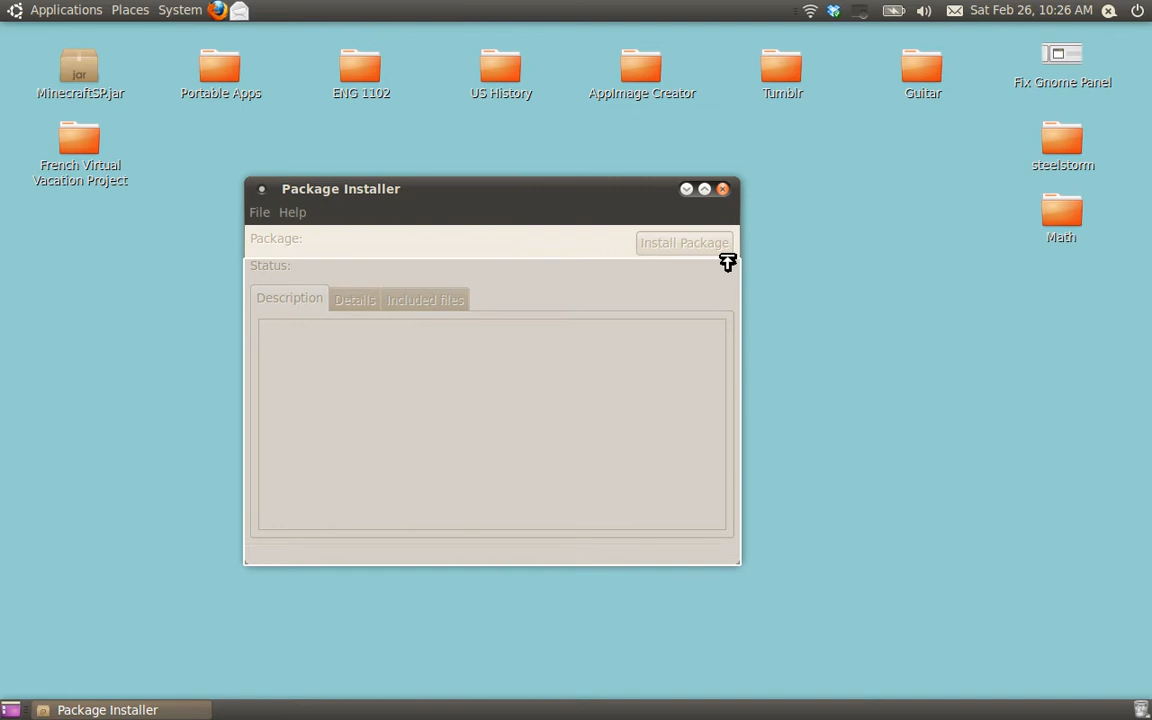 Applications Places System
Sat Feb 26, 10:26 AM
jar
MinecraftSP.jar
Portable Apps
ENG 1102
US History
AppImage Creator
Tumblr
Guitar
Fix Gnome Panel
French Virtual
Vacation Project
steelstorm
Math
Package Installer
File Help
Package:
Install Package
Status:
Description Details Included files
Package Installer